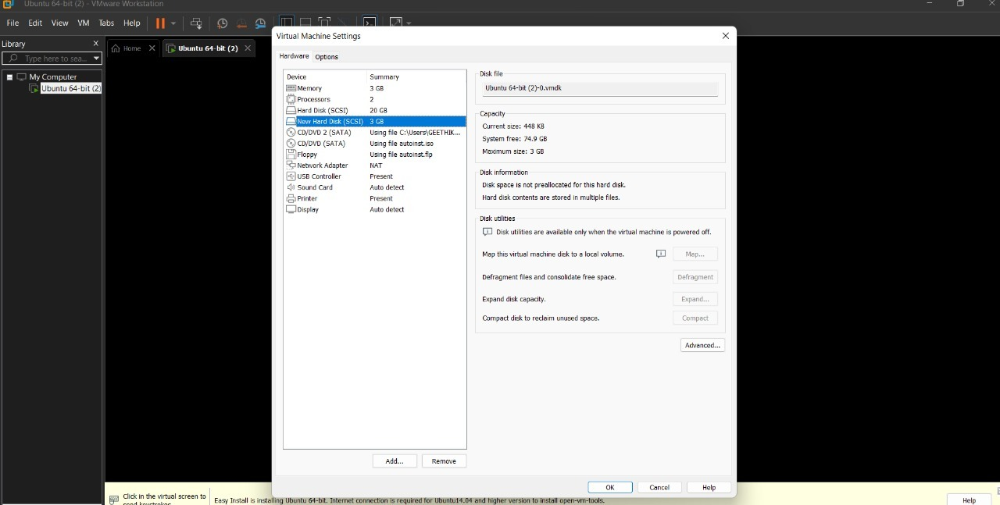 Ubuntu 64-bit (2) - VMware Workstation
File Edit View VM Tabs Help
Library
Type here to sea...
My Computer
Ubuntu 64-bit (2)
Home
Ubuntu 64-bit (2)
Virtual Machine Settings
Hardware Options
Device Summary
Memory 3 GB
Processors 2
Hard Disk (SCSI) 20 GB
New Hard Disk (SCSI) 3 GB
CD/DVD 2 (SATA) Using file C:\Users\GEETHIK...
CD/DVD (SATA) Using file autoinst.iso
Floppy Using file autoinst.flp
Network Adapter NAT
USB Controller Present
Sound Card Auto detect
Printer Present
Display Auto detect
Add... Remove
Disk file
Ubuntu 64-bit (2)-0.vmdk
Capacity
Current size: 448 KB
System free: 74.9 GB
Maximum size: 3 GB
Disk information
Disk space is not preallocated for this hard disk.
Hard disk contents are stored in multiple files.
Disk utilities
Disk utilities are available only when the virtual machine is powered off.
Map this virtual machine disk to a local volume. Map...
Defragment files and consolidate free space. Defragment
Expand disk capacity. Expand...
Compact disk to reclaim unused space. Compact
Advanced...
OK Cancel Help
Click in the virtual screen to
send keystrokes
Easy Install is installing Ubuntu 64-bit. Internet connection is required for Ubuntu14.04 and higher version to install open-vm-tools.
Help